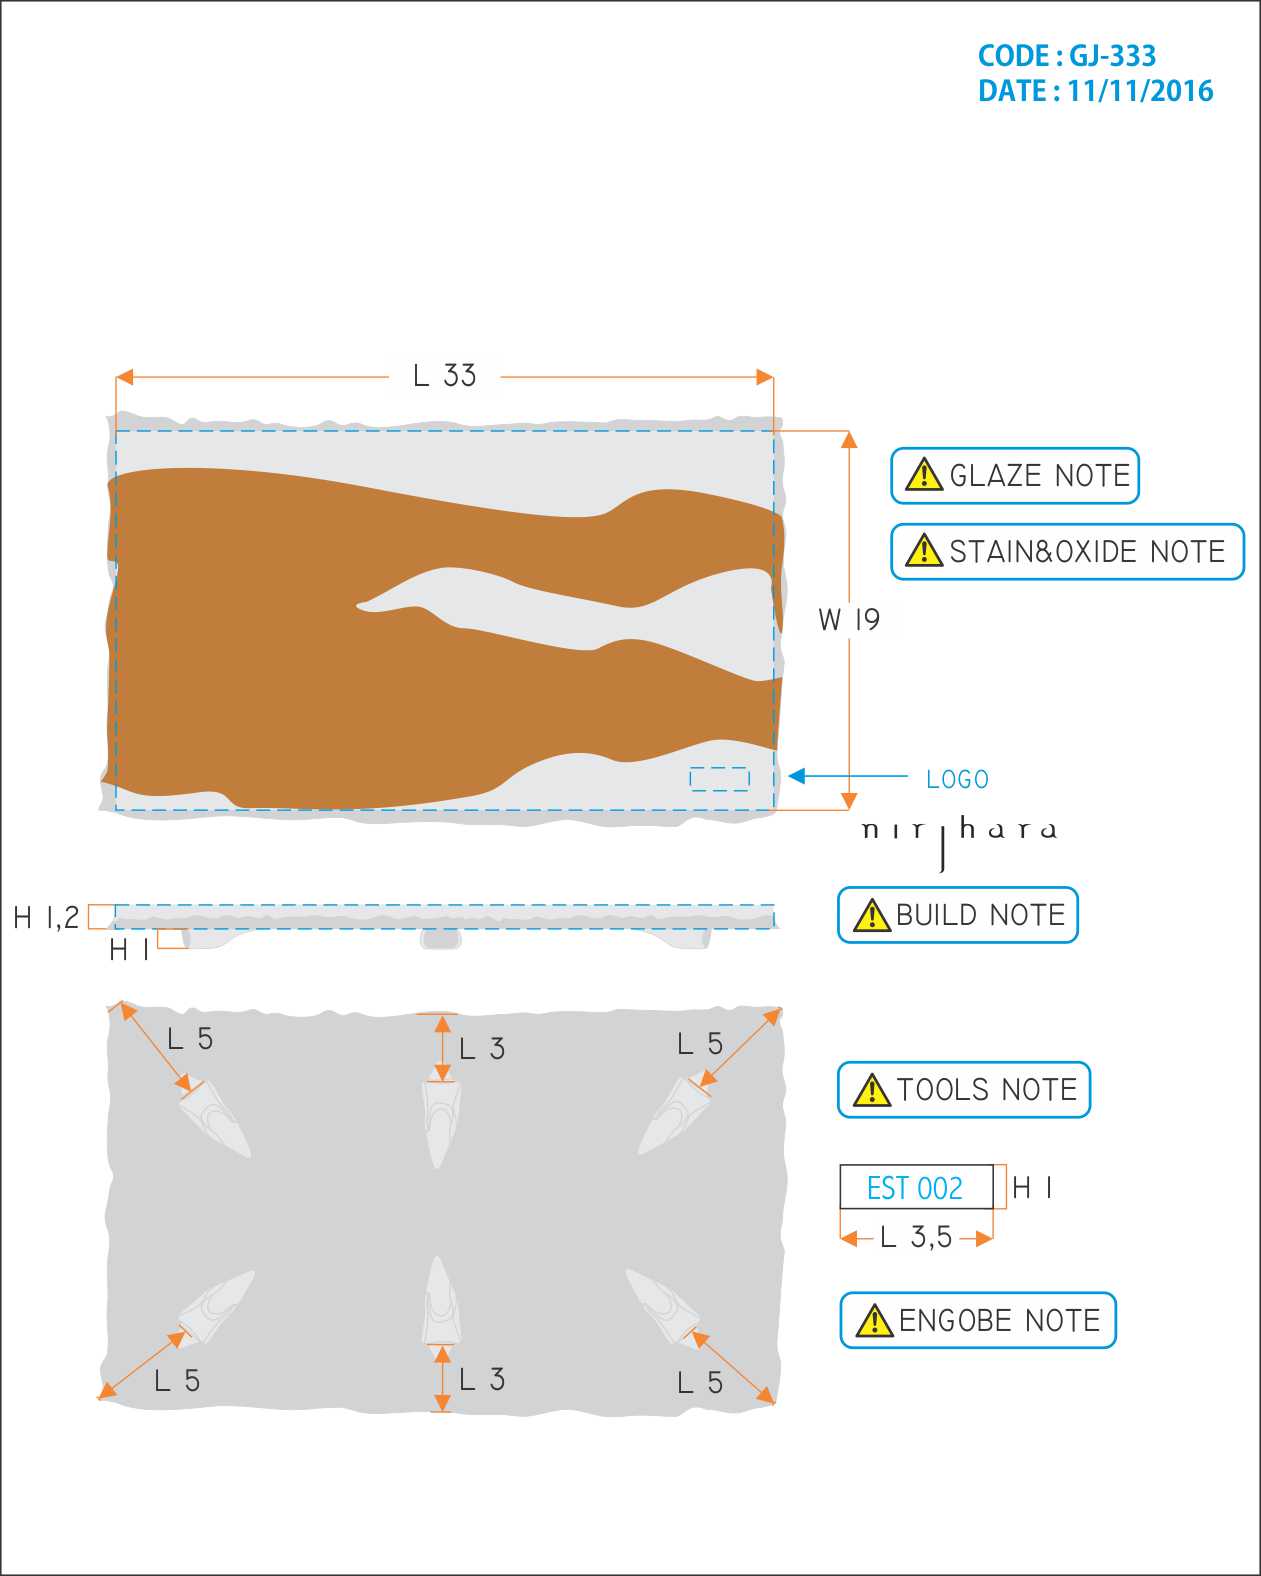 CODE : GJ-333
DATE : 11/11/2016
L 33
GLAZE NOTE
STAIN&OXIDE NOTE
W 19
LOGO
nirjhara
H 1,2
H 1
BUILD NOTE
L 5
L 3
L 5
TOOLS NOTE
EST 002
H 1
L 3,5
ENGOBE NOTE
L 5
L 3
L 5